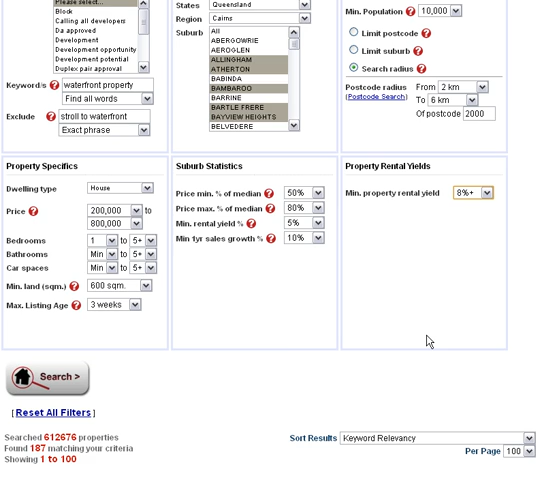 Please select...
Block
Calling all developers
Da approved
Development
Development opportunity
Development potential
Duplex pair approval
Keyword/s ? waterfront property
Find all words
Exclude ? stroll to waterfront
Exact phrase
States Queensland
Region Cairns
Suburb All
ABERGOWRIE
AEROGLEN
ALLINGHAM
ATHERTON
BABINDA
BAMBAROO
BARRINE
BARTLE FRERE
BAYVIEW HEIGHTS
BELVEDERE
Min. Population ? 10,000
Limit postcode ?
Limit suburb ?
Search radius ?
Postcode radius From 2 km
(Postcode Search) To 6 km
Of postcode 2000
Property Specifics
Dwelling type House
Price ? 200,000 to
800,000
Bedrooms 1 to 5+
Bathrooms Min to 5+
Car spaces Min to 5+
Min. land (sqm.) ? 600 sqm.
Max. Listing Age ? 3 weeks
Suburb Statistics
Price min. % of median ? 50%
Price max. % of median ? 80%
Min. rental yield % ? 5%
Min 1yr sales growth % ? 10%
Property Rental Yields
Min. property rental yield 8%+
Search >
[ Reset All Filters ]
Searched 612676 properties
Found 187 matching your criteria
Showing 1 to 100
Sort Results Keyword Relevancy
Per Page 100